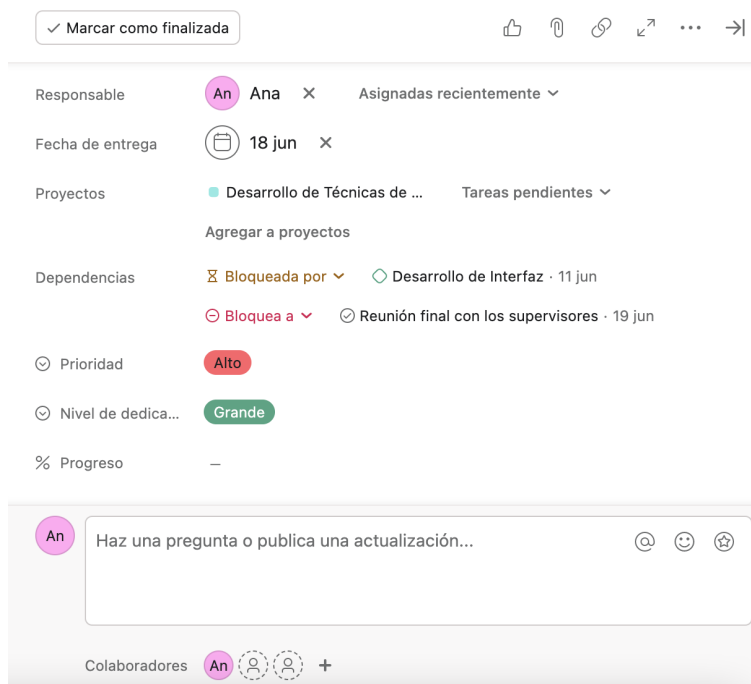 Marcar como finalizada
Responsable An Ana Asignadas recientemente
Fecha de entrega 18 jun
Proyectos Desarrollo de Técnicas de ... Tareas pendientes
Agregar a proyectos
Dependencias Bloqueada por Desarrollo de Interfaz · 11 jun
Bloquea a Reunión final con los supervisores · 19 jun
Prioridad Alto
Nivel de dedica... Grande
% Progreso —
An Haz una pregunta o publica una actualización...
Colaboradores An +